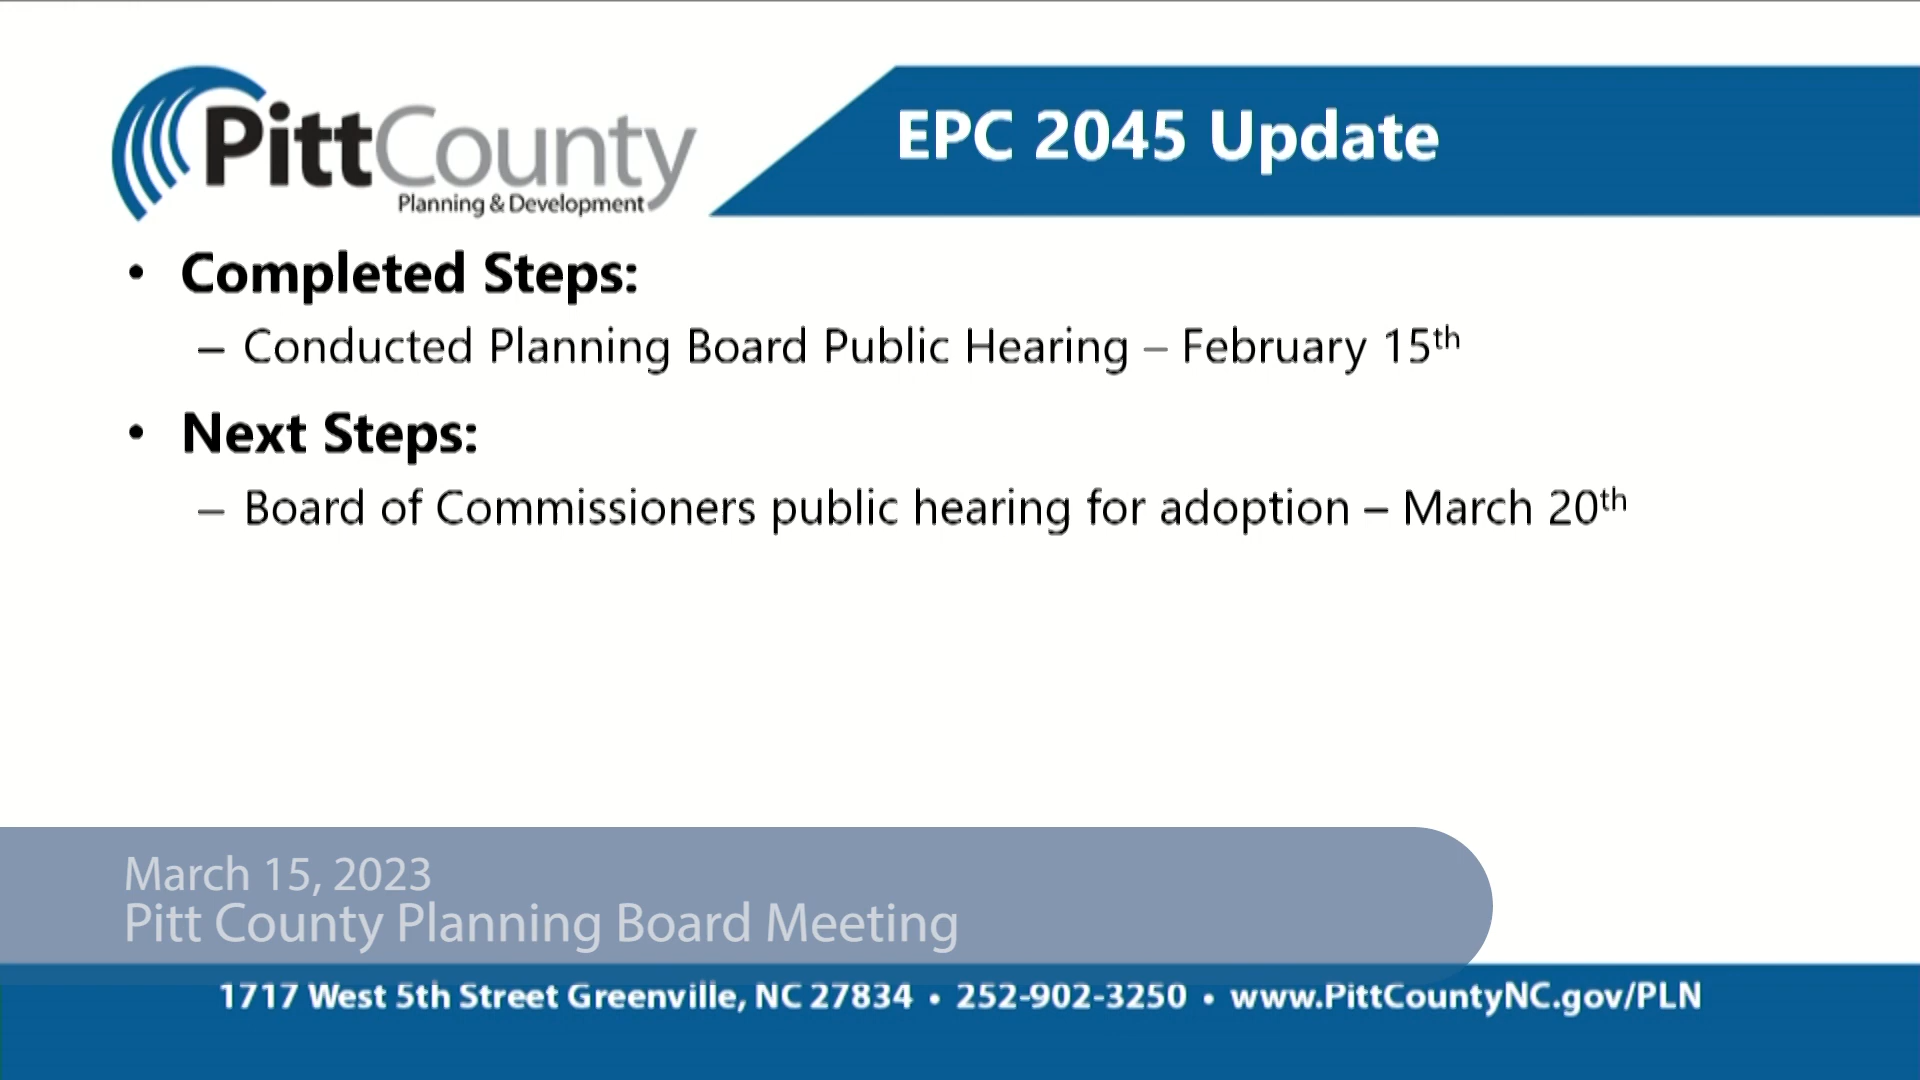 PittCounty
Planning & Development
EPC 2045 Update
• Completed Steps:
– Conducted Planning Board Public Hearing – February 15th
• Next Steps:
– Board of Commissioners public hearing for adoption – March 20th
March 15, 2023
Pitt County Planning Board Meeting
1717 West 5th Street Greenville, NC 27834 • 252-902-3250 • www.PittCountyNC.gov/PLN